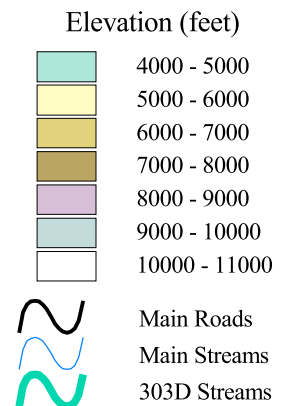 Elevation (feet)
4000 - 5000
5000 - 6000
6000 - 7000
7000 - 8000
8000 - 9000
9000 - 10000
10000 - 11000
Main Roads
Main Streams
303D Streams